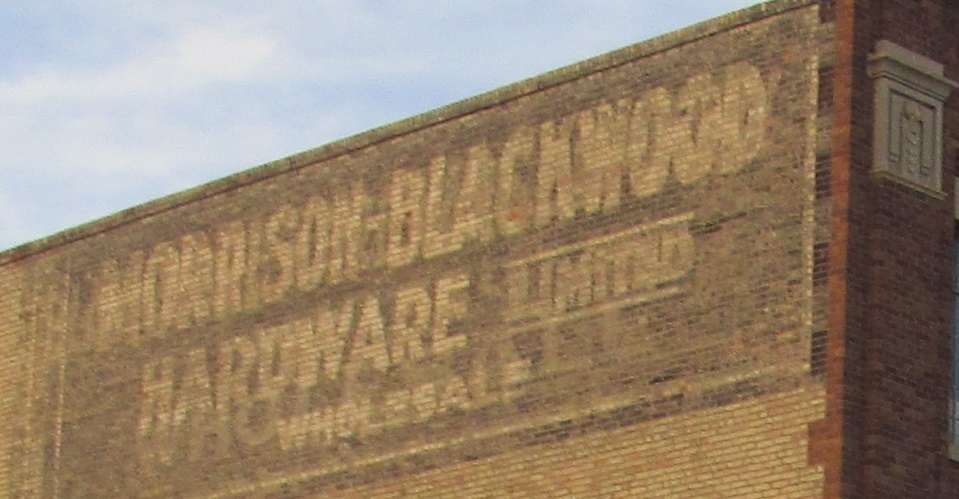 MORRISON-BLACKWOOD
HARDWARE LIMITED
WHOLESALE